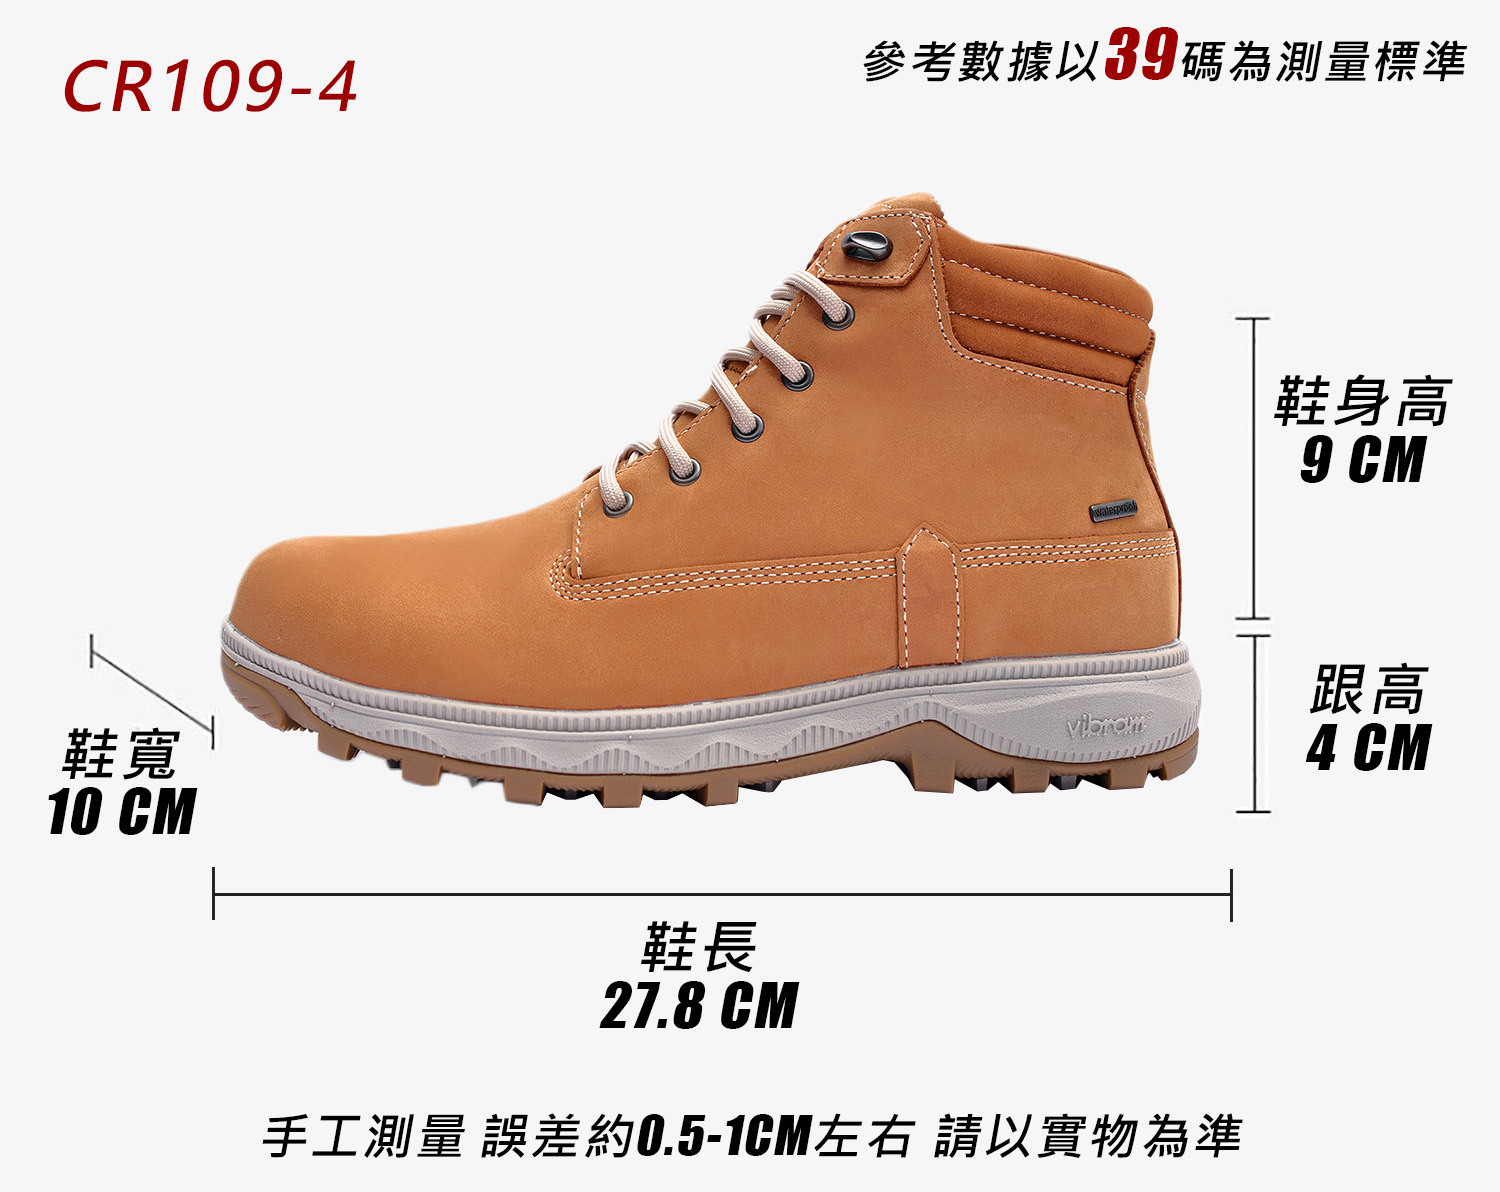 CR109-4
參考數據以39碼為測量標準
鞋身高
9 CM
waterproof
跟高
4 CM
vibram
鞋寬
10 CM
鞋長
27.8 CM
手工測量 誤差約0.5-1CM左右 請以實物為準